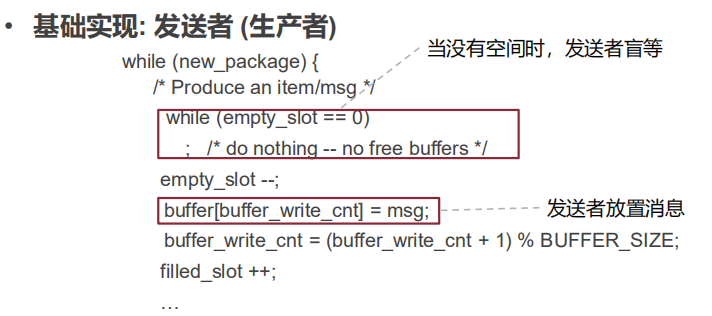 • 基础实现: 发送者 (生产者)
当没有空间时，发送者盲等
while (new_package) {
/* Produce an item/msg */
while (empty_slot == 0)
; /* do nothing -- no free buffers */
empty_slot --;
buffer[buffer_write_cnt] = msg;
发送者放置消息
buffer_write_cnt = (buffer_write_cnt + 1) % BUFFER_SIZE;
filled_slot ++;
…